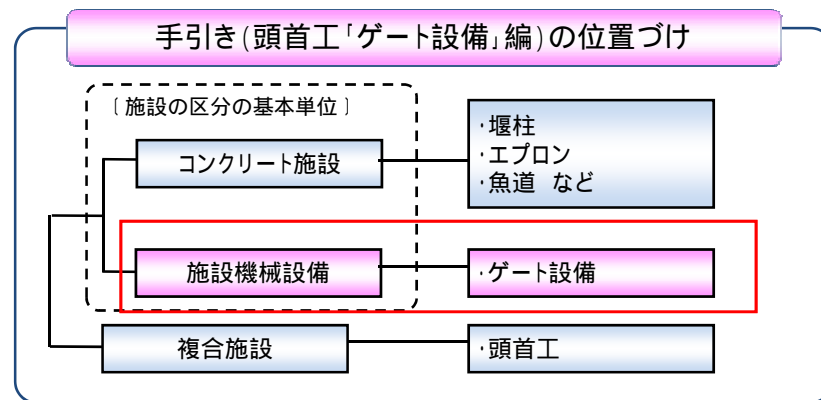 手引き(頭首工「ゲート設備」編)の位置づけ
〔施設の区分の基本単位〕
コンクリート施設
・堰柱
・エプロン
・魚道 など
施設機械設備
・ゲート設備
複合施設
・頭首工